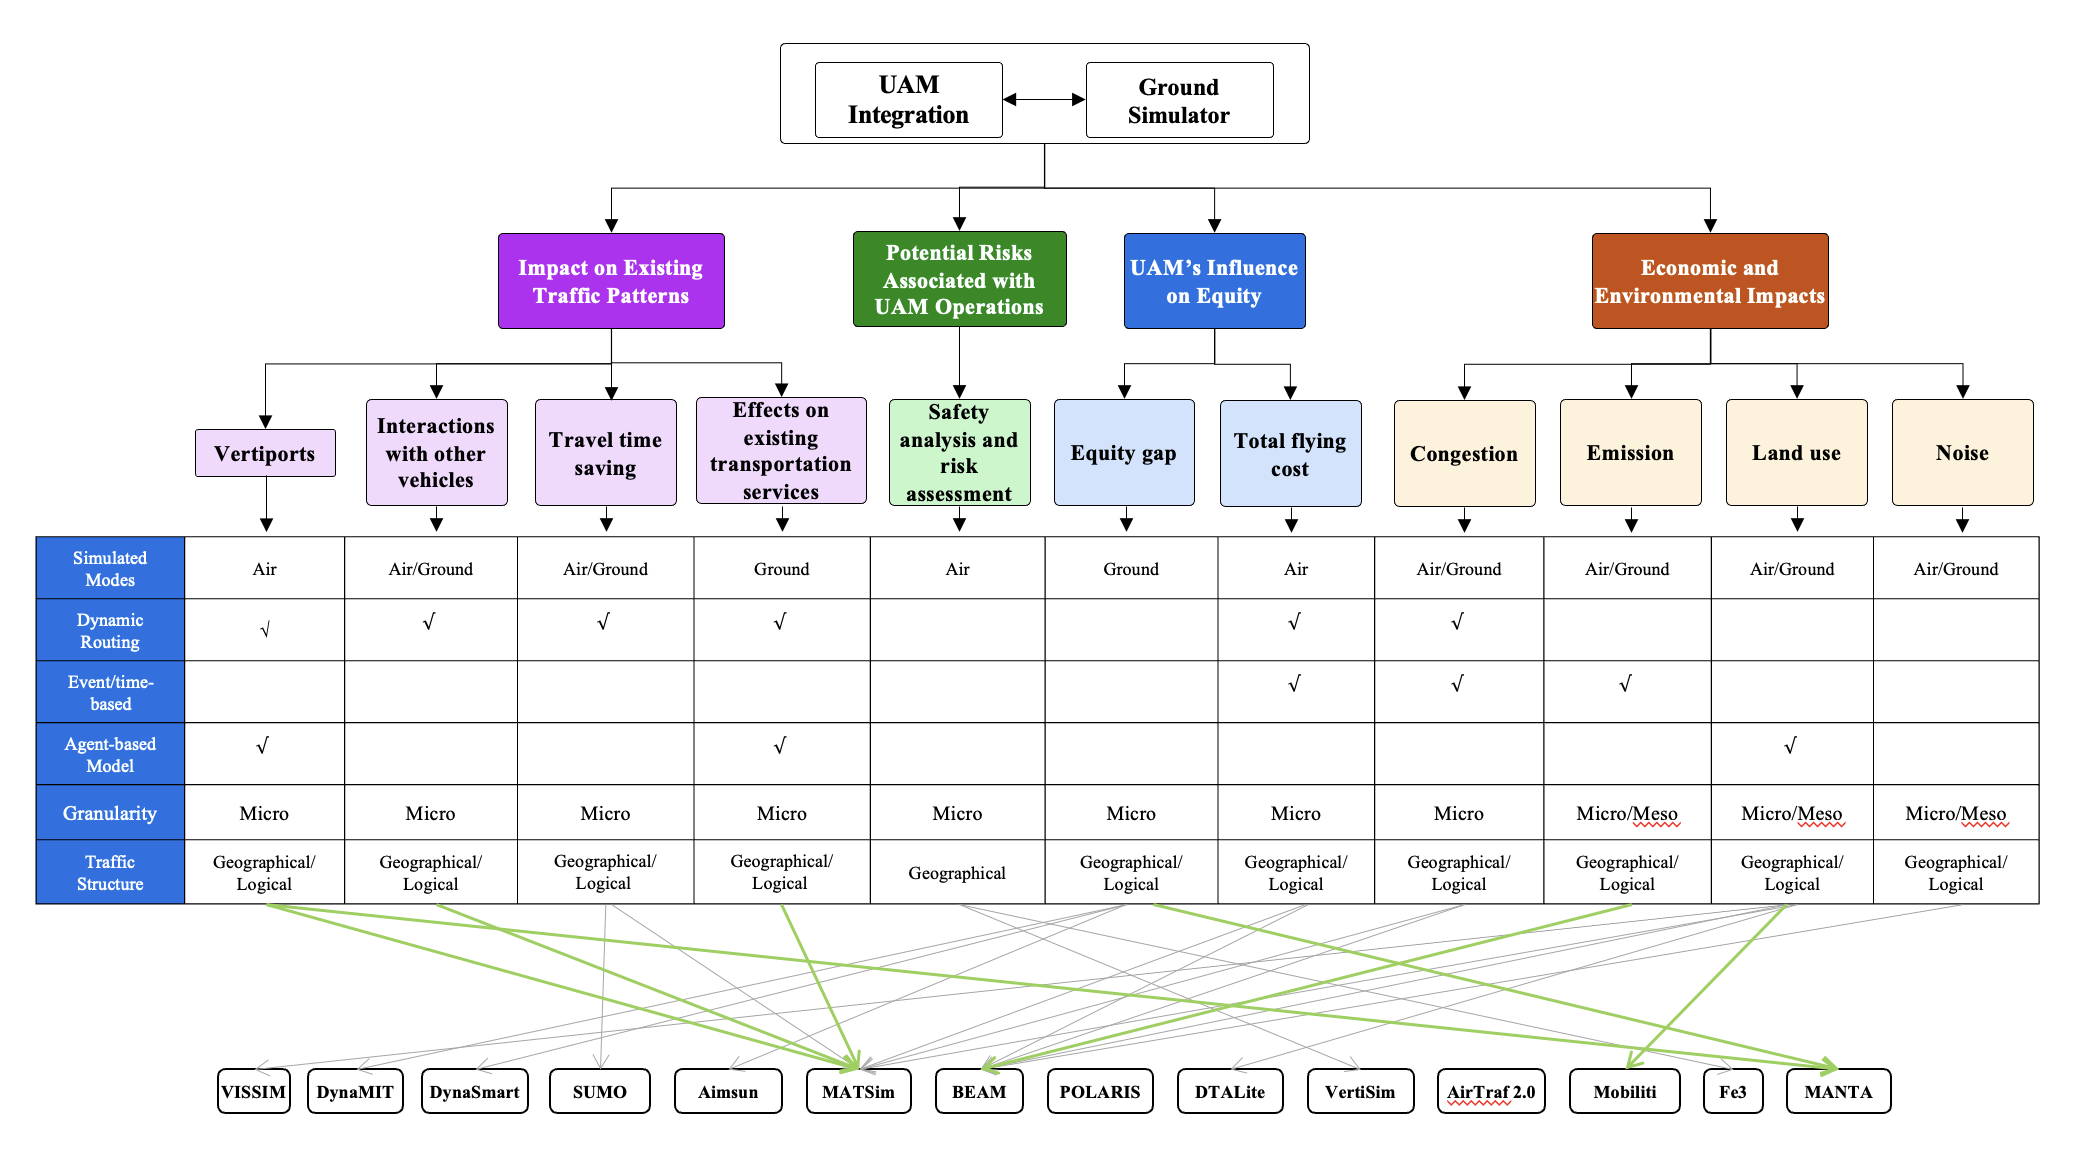 UAM
Integration
Ground
Simulator
Impact on Existing
Traffic Patterns
Potential Risks
Associated with
UAM Operations
UAM’s Influence
on Equity
Economic and
Environmental Impacts
Vertiports
Interactions
with other
vehicles
Travel time
saving
Effects on
existing
transportation
services
Safety
analysis and
risk
assessment
Equity gap
Total flying
cost
Congestion
Emission
Land use
Noise
Simulated
Modes
Air
Air/Ground
Air/Ground
Ground
Air
Ground
Air
Air/Ground
Air/Ground
Air/Ground
Air/Ground
Dynamic
Routing
√
√
√
√
√
√
Event/time-
based
√
√
√
Agent-based
Model
√
√
√
Granularity
Micro
Micro
Micro
Micro
Micro
Micro
Micro
Micro
Micro/Meso
Micro/Meso
Micro/Meso
Traffic
Structure
Geographical/
Logical
Geographical/
Logical
Geographical/
Logical
Geographical/
Logical
Geographical
Geographical/
Logical
Geographical/
Logical
Geographical/
Logical
Geographical/
Logical
Geographical/
Logical
Geographical/
Logical
VISSIM
DynaMIT
DynaSmart
SUMO
Aimsun
MATSim
BEAM
POLARIS
DTALite
VertiSim
AirTraf 2.0
Mobiliti
Fe3
MANTA